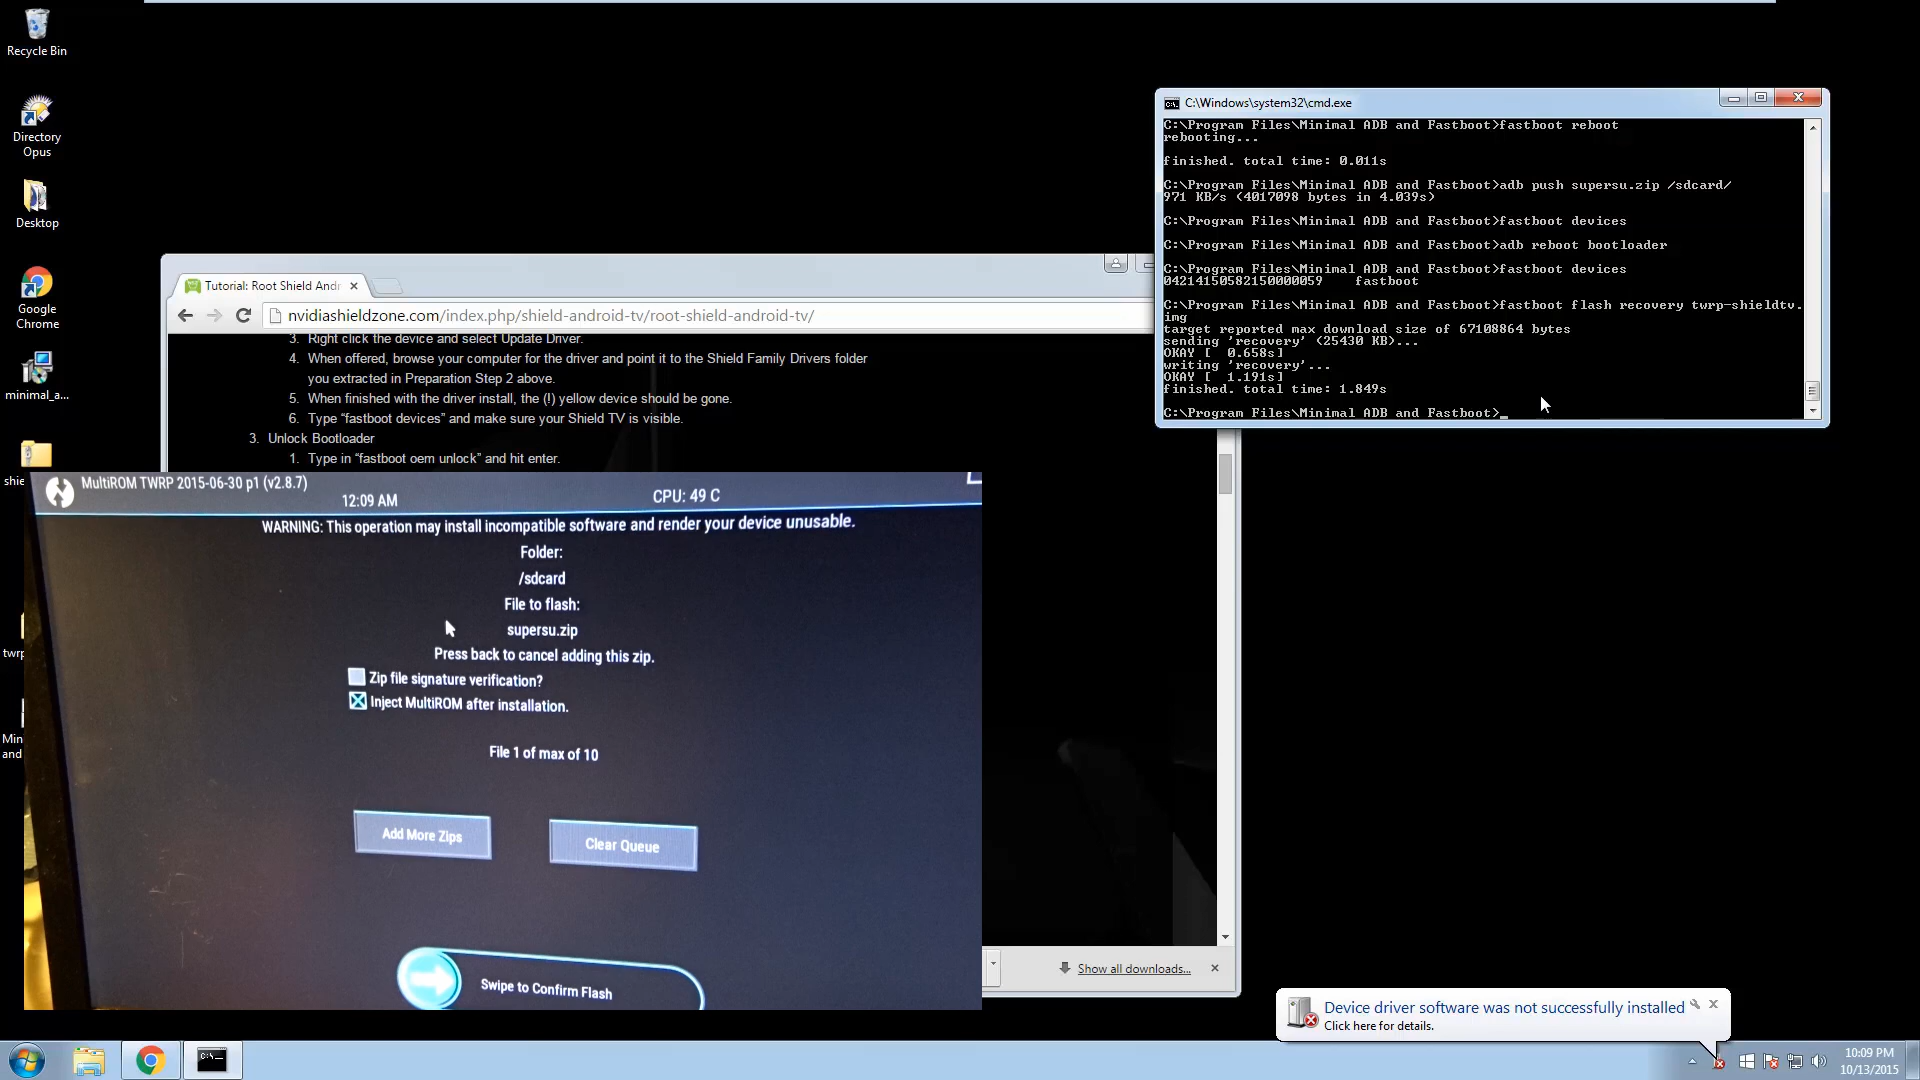 Recycle Bin
Directory
Opus
Desktop
Google
Chrome
minimal_a...
shie
twrp
Min
and
C:\Windows\system32\cmd.exe
C:\Program Files\Minimal ADB and Fastboot>fastboot reboot
rebooting...
finished. total time: 0.011s
C:\Program Files\Minimal ADB and Fastboot>adb push supersu.zip /sdcard/
971 KB/s (4017098 bytes in 4.039s)
C:\Program Files\Minimal ADB and Fastboot>fastboot devices
C:\Program Files\Minimal ADB and Fastboot>adb reboot bootloader
C:\Program Files\Minimal ADB and Fastboot>fastboot devices
04214150582150000059 fastboot
C:\Program Files\Minimal ADB and Fastboot>fastboot flash recovery twrp-shieldtv.
img
target reported max download size of 67108864 bytes
sending 'recovery' (25430 KB)...
OKAY [ 0.658s]
writing 'recovery'...
OKAY [ 1.191s]
finished. total time: 1.849s
C:\Program Files\Minimal ADB and Fastboot>_
Tutorial: Root Shield Andr
nvidiashieldzone.com/index.php/shield-android-tv/root-shield-android-tv/
3. Right click the device and select Update Driver.
4. When offered, browse your computer for the driver and point it to the Shield Family Drivers folder
you extracted in Preparation Step 2 above.
5. When finished with the driver install, the (!) yellow device should be gone.
6. Type “fastboot devices” and make sure your Shield TV is visible.
3. Unlock Bootloader
1. Type in “fastboot oem unlock” and hit enter.
MultiROM TWRP 2015-06-30 p1 (v2.8.7)
12:09 AM
CPU: 49 C
WARNING: This operation may install incompatible software and render your device unusable.
Folder:
/sdcard
File to flash:
supersu.zip
Press back to cancel adding this zip.
Zip file signature verification?
Inject MultiROM after installation.
File 1 of max of 10
Add More Zips
Clear Queue
Swipe to Confirm Flash
Show all downloads...
Device driver software was not successfully installed
Click here for details.
10:09 PM
10/13/2015